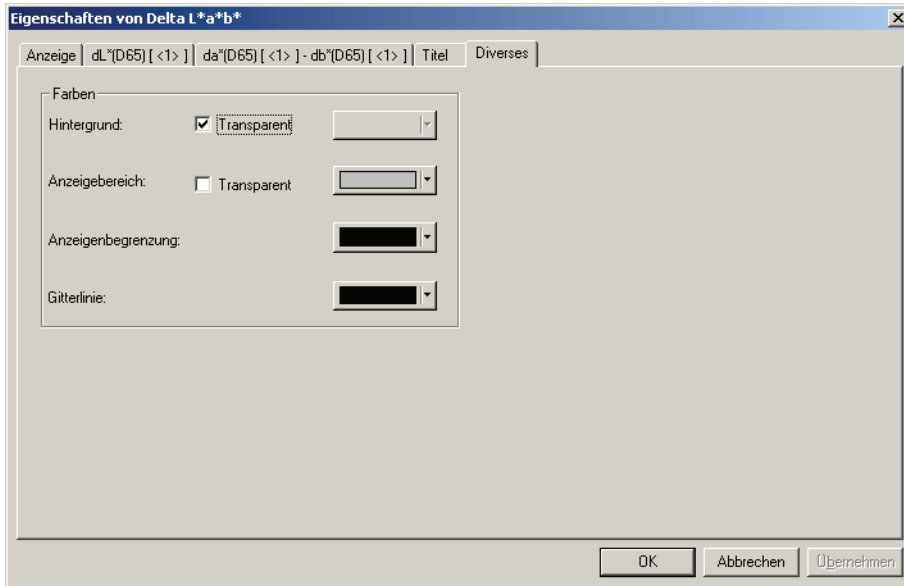 Eigenschaften von Delta L*a*b*
Anzeige dL*(D65) [ <1> ] da*(D65) [ <1> ] - db*(D65) [ <1> ] Titel Diverses
Farben
Hintergrund: Transparent
Anzeigebereich: Transparent
Anzeigenbegrenzung:
Gitterlinie:
OK Abbrechen Übernehmen